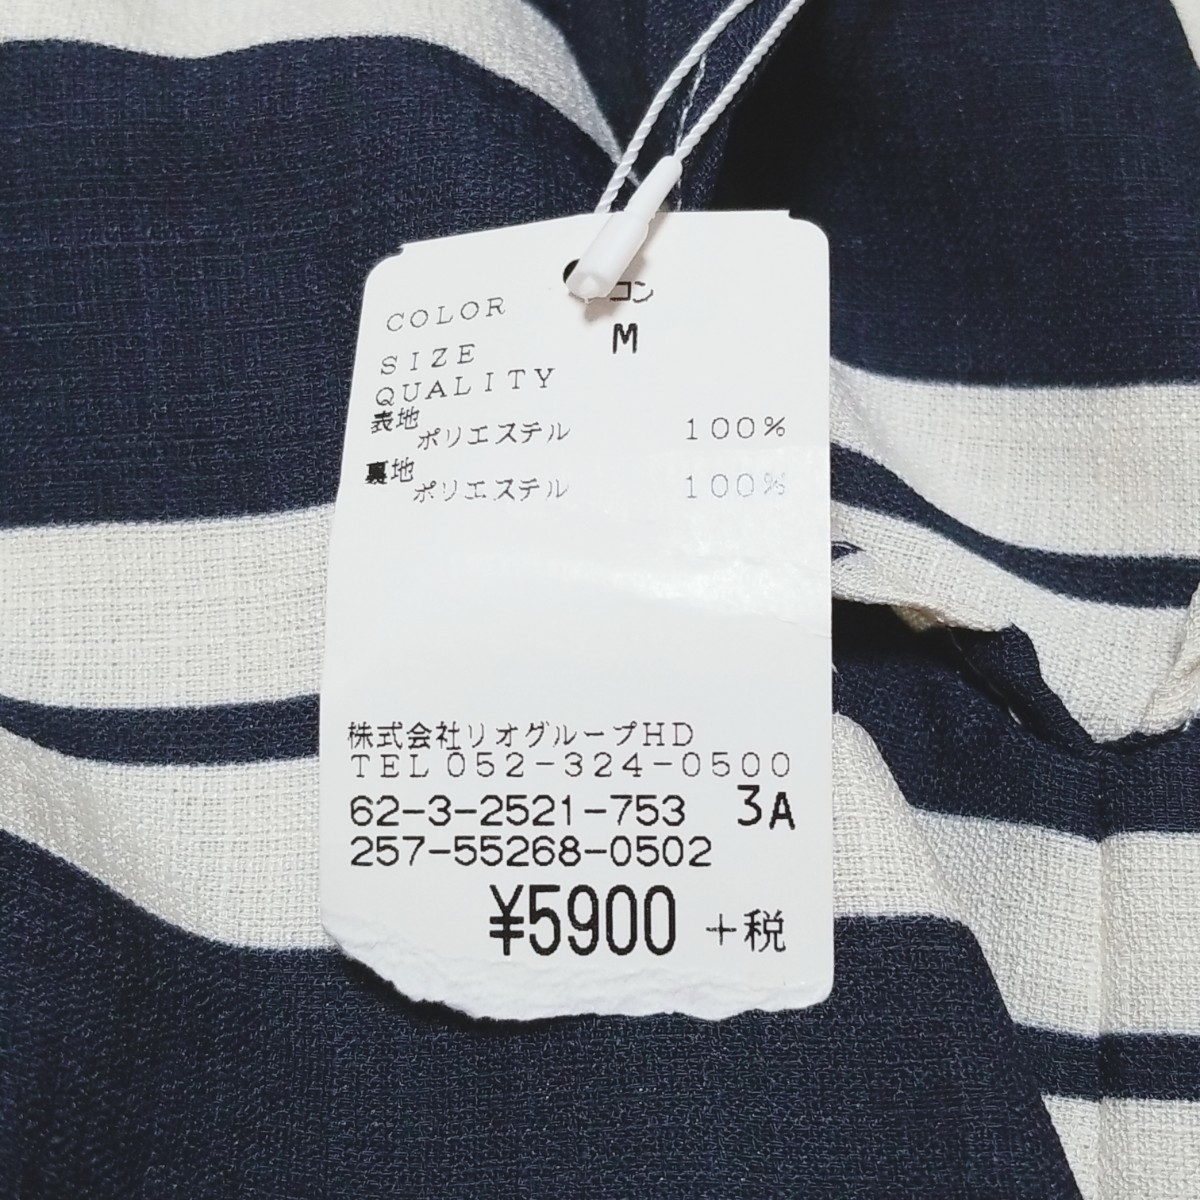 COLOR コン
SIZE M
QUALITY
表地
ポリエステル 100%
裏地
ポリエステル 100%
株式会社リオグループHD
TEL 052-324-0500
62-3-2521-753 3A
257-55268-0502
¥5900 +税